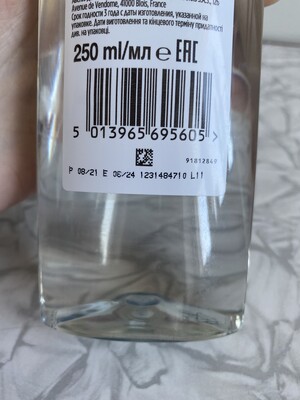 Avenue de Vendome, 41000 Blois, France
Срок годности 3 года с даты изготовления, указанной на
упаковке. Дати виготовлення та кінцевого терміну придатності
див. на упаковці.
250 ml/мл e EAC
5 013965 695605 >
91812869
P 08/21 E 06/24 1231484710 L11